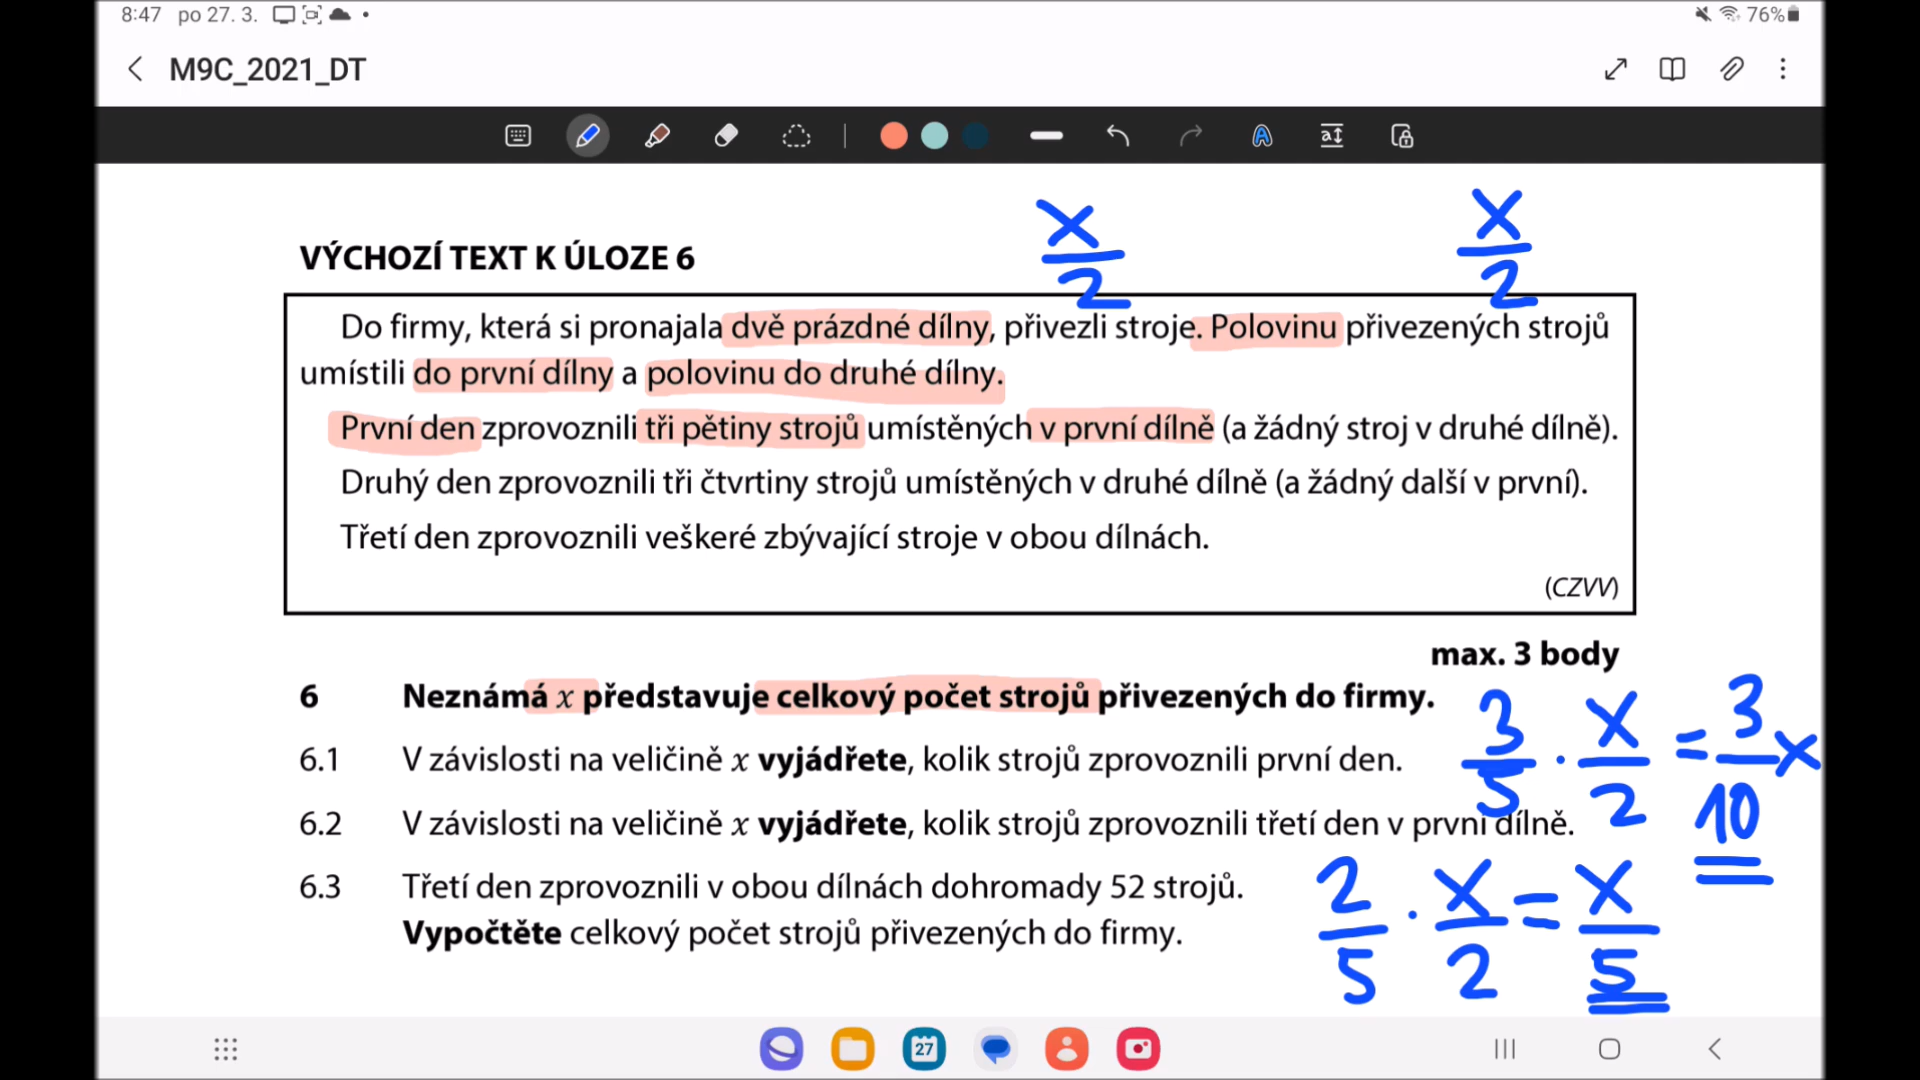 8:47 po 27. 3.
76%
M9C_2021_DT
x/2 x/2
VÝCHOZÍ TEXT K ÚLOZE 6
Do firmy, která si pronajala dvě prázdné dílny, přivezli stroje. Polovinu přivezených strojů
umístili do první dílny a polovinu do druhé dílny.
První den zprovoznili tři pětiny strojů umístěných v první dílně (a žádný stroj v druhé dílně).
Druhý den zprovoznili tři čtvrtiny strojů umístěných v druhé dílně (a žádný další v první).
Třetí den zprovoznili veškeré zbývající stroje v obou dílnách.
(CZVV)
max. 3 body
6 Neznámá x představuje celkový počet strojů přivezených do firmy.
6.1 V závislosti na veličině x vyjádřete, kolik strojů zprovoznili první den.
3/5 · x/2 = 3/10 x
6.2 V závislosti na veličině x vyjádřete, kolik strojů zprovoznili třetí den v první dílně.
6.3 Třetí den zprovoznili v obou dílnách dohromady 52 strojů.
2/5 · x/2 = x/5
Vypočtěte celkový počet strojů přivezených do firmy.
27